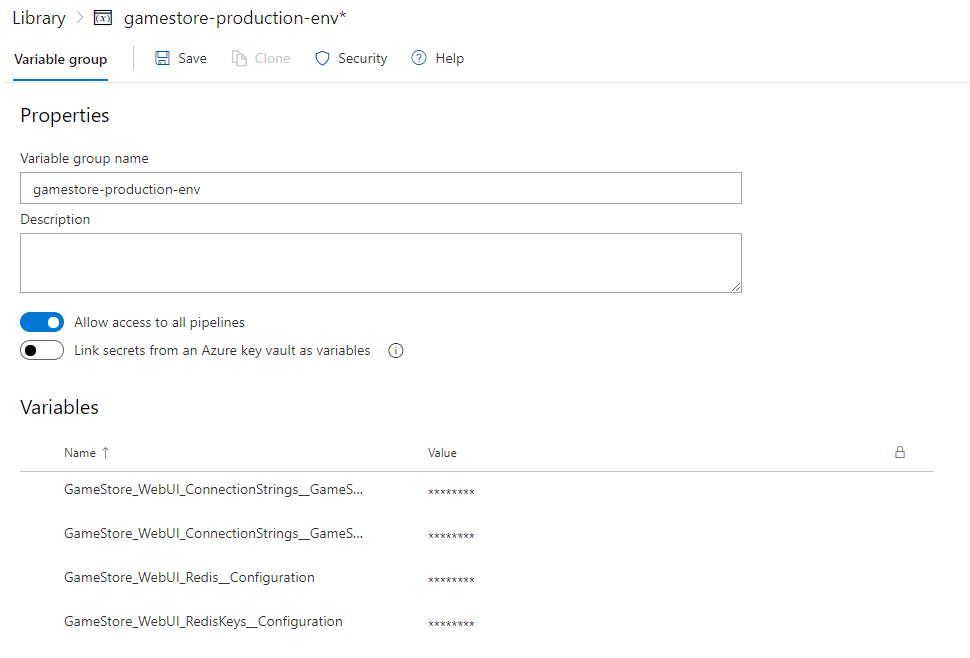 Library > gamestore-production-env*
Variable group Save Clone Security Help
Properties
Variable group name
gamestore-production-env
Description
Allow access to all pipelines
Link secrets from an Azure key vault as variables
Variables
Name ↑ Value
GameStore_WebUI_ConnectionStrings__GameS... ********
GameStore_WebUI_ConnectionStrings__GameS... ********
GameStore_WebUI_Redis__Configuration ********
GameStore_WebUI_RedisKeys__Configuration ********